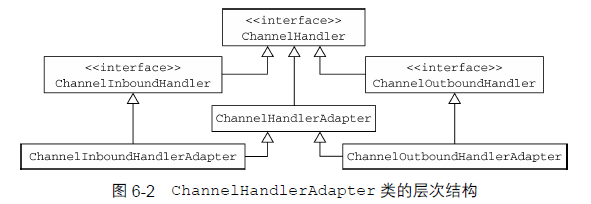 <<interface>>
ChannelHandler
<<interface>>
ChannelInboundHandler
<<interface>>
ChannelOutboundHandler
ChannelHandlerAdapter
ChannelInboundHandlerAdapter
ChannelOutboundHandlerAdapter
图 6-2 ChannelHandlerAdapter 类的层次结构